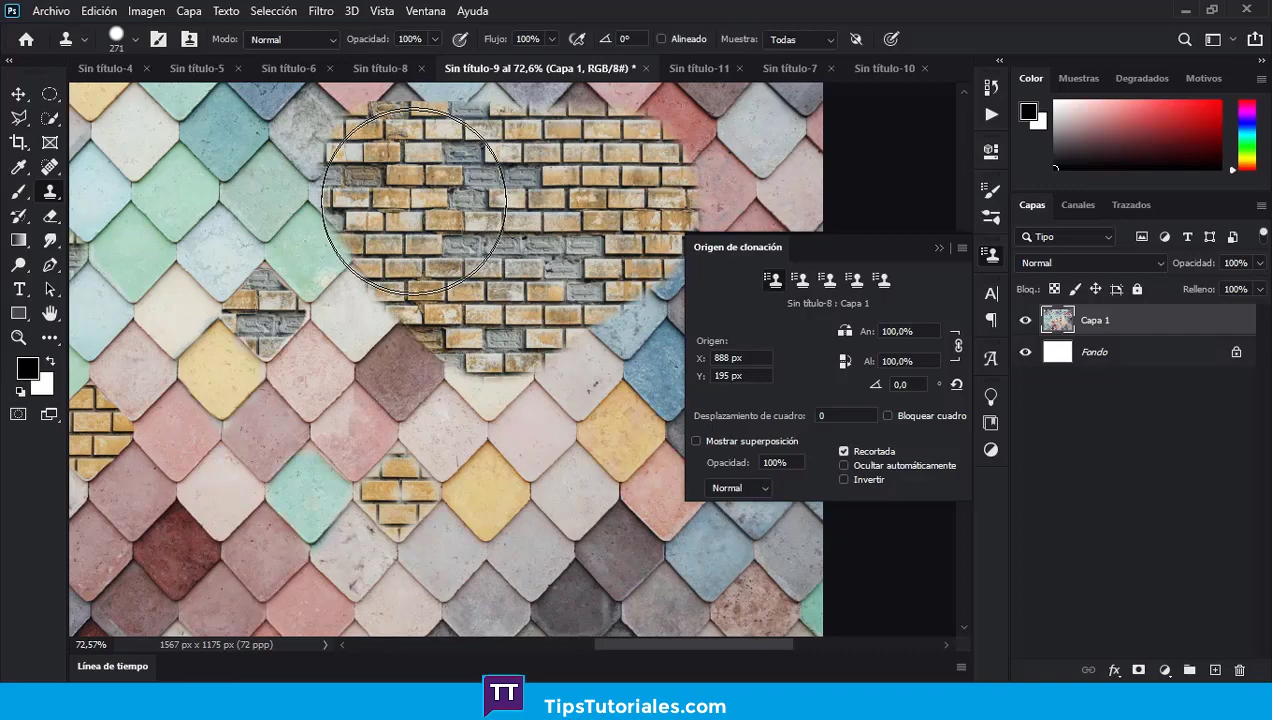 Ps Archivo Edición Imagen Capa Texto Selección Filtro 3D Vista Ventana Ayuda
271 Modo: Normal Opacidad: 100% Flujo: 100% 0° Alineado Muestra: Todas
Sin título-4 × Sin título-5 × Sin título-6 × Sin título-8 × Sin título-9 al 72,6% (Capa 1, RGB/8#) * × Sin título-11 × Sin título-7 × Sin título-10 ×
Color Muestras Degradados Motivos
Capas Canales Trazados
Tipo
Normal Opacidad: 100%
Bloq.: Relleno: 100%
Capa 1
Fondo
Origen de clonación
Sin título-8 : Capa 1
Origen:
X: 888 px
Y: 195 px
An: 100,0%
Al: 100,0%
0,0 °
Desplazamiento de cuadro: 0 Bloquear cuadro
Mostrar superposición
Opacidad: 100%
Normal
Recortada
Ocultar automáticamente
Invertir
72,57% 1567 px x 1175 px (72 ppp)
Línea de tiempo
TT TipsTutoriales.com